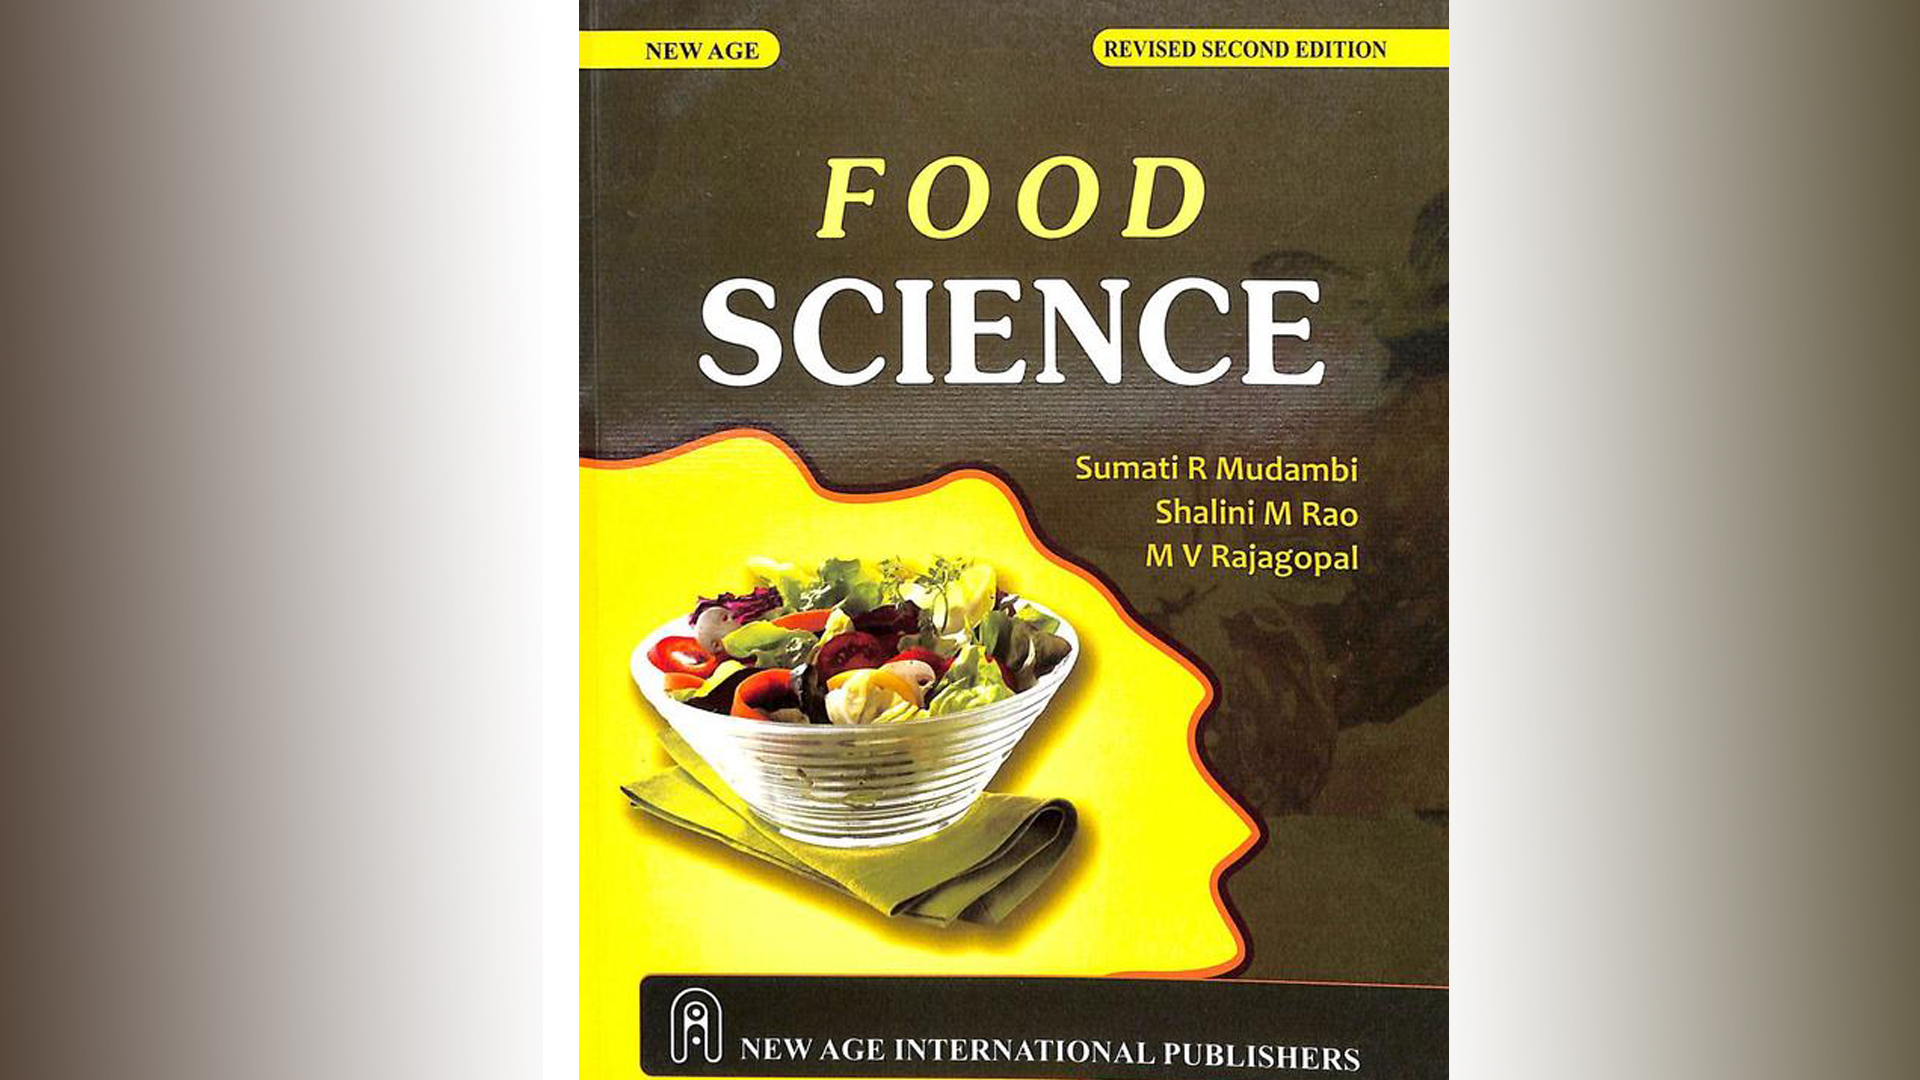 NEW AGE
REVISED SECOND EDITION
FOOD
SCIENCE
Sumati R Mudambi
Shalini M Rao
M V Rajagopal
NEW AGE INTERNATIONAL PUBLISHERS